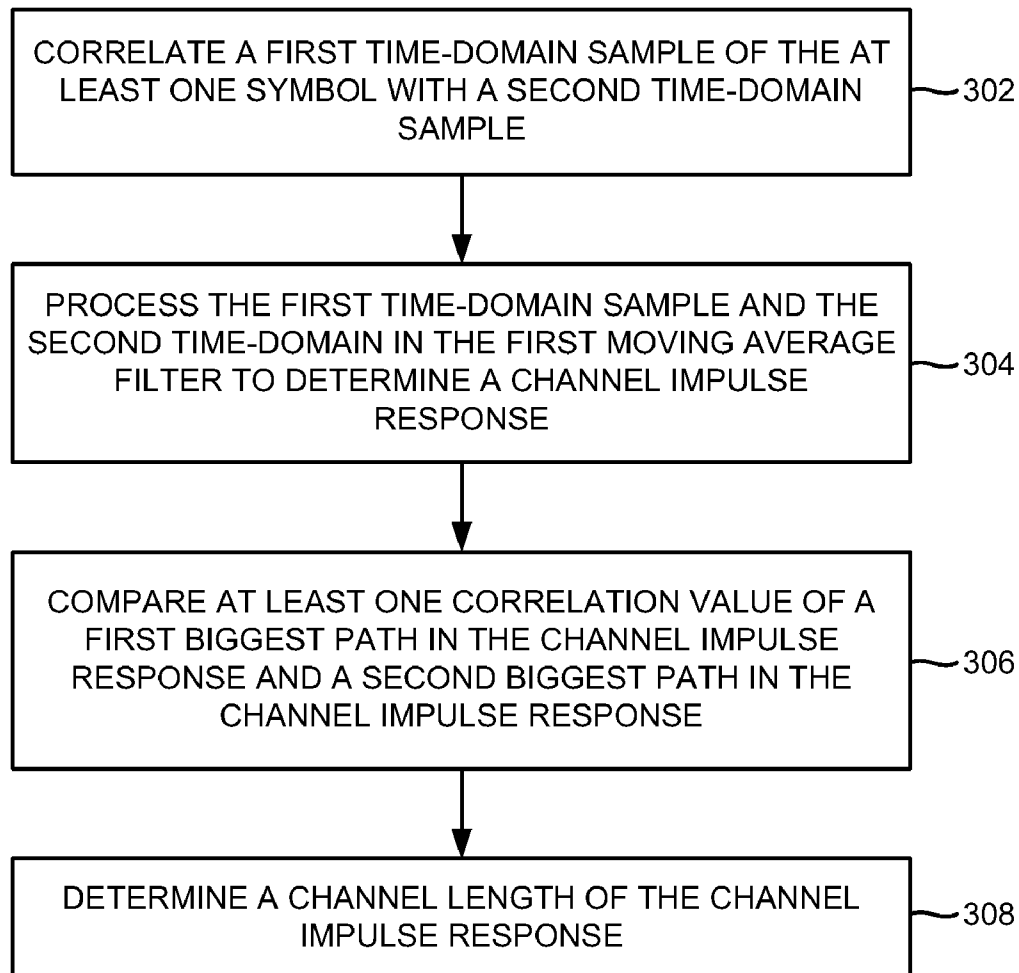 CORRELATE A FIRST TIME-DOMAIN SAMPLE OF THE AT
LEAST ONE SYMBOL WITH A SECOND TIME-DOMAIN
SAMPLE
302
PROCESS THE FIRST TIME-DOMAIN SAMPLE AND THE
SECOND TIME-DOMAIN IN THE FIRST MOVING AVERAGE
FILTER TO DETERMINE A CHANNEL IMPULSE
RESPONSE
304
COMPARE AT LEAST ONE CORRELATION VALUE OF A
FIRST BIGGEST PATH IN THE CHANNEL IMPULSE
RESPONSE AND A SECOND BIGGEST PATH IN THE
CHANNEL IMPULSE RESPONSE
306
DETERMINE A CHANNEL LENGTH OF THE CHANNEL
IMPULSE RESPONSE
308